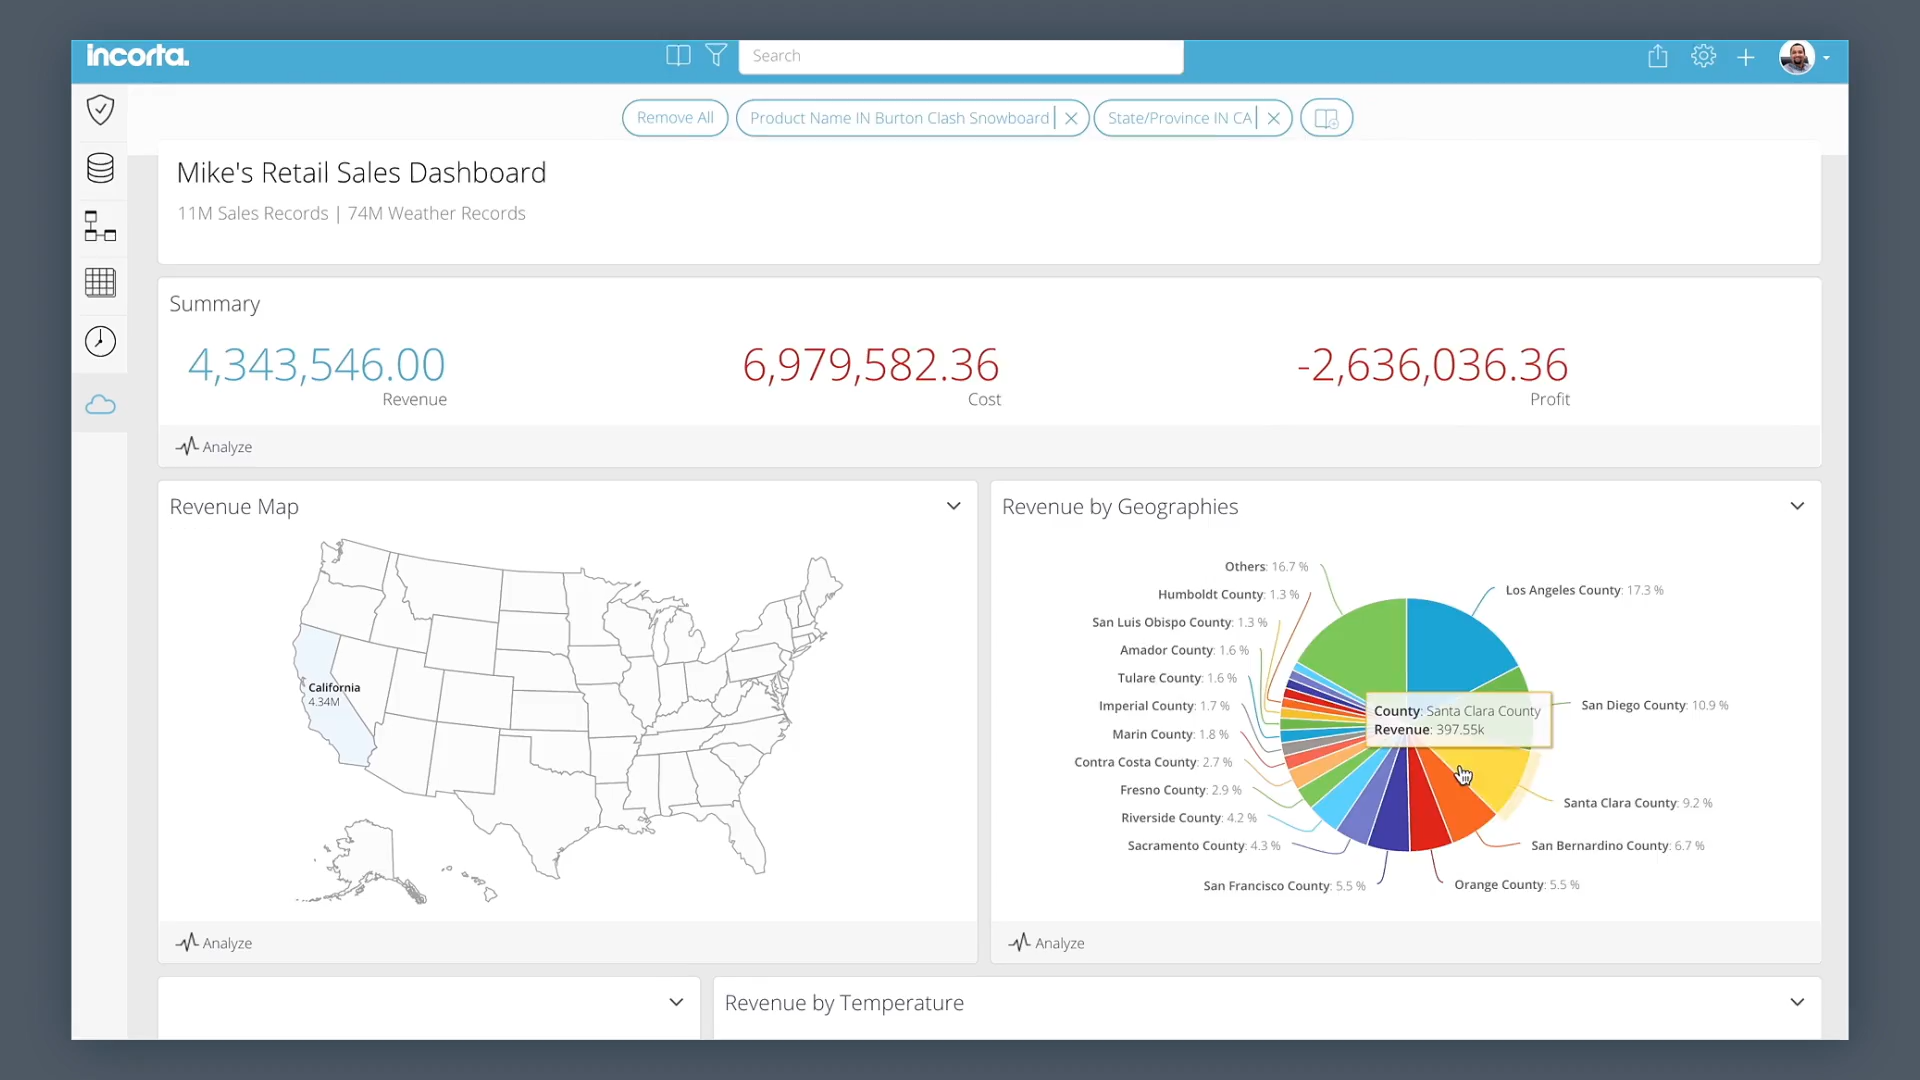 incorta.
Search
Remove All
Product Name IN Burton Clash Snowboard
State/Province IN CA
Mike's Retail Sales Dashboard
11M Sales Records | 74M Weather Records
Summary
4,343,546.00
Revenue
6,979,582.36
Cost
-2,636,036.36
Profit
Analyze
Revenue Map
California
4.34M
Analyze
Revenue by Geographies
Others: 16.7 %
Humboldt County: 1.3 %
San Luis Obispo County: 1.3 %
Amador County: 1.6 %
Tulare County: 1.6 %
Imperial County: 1.7 %
Marin County: 1.8 %
Contra Costa County: 2.7 %
Fresno County: 2.9 %
Riverside County: 4.2 %
Sacramento County: 4.3 %
San Francisco County: 5.5 %
Los Angeles County: 17.3 %
San Diego County: 10.9 %
County: Santa Clara County
Revenue: 397.55k
Santa Clara County: 9.2 %
San Bernardino County: 6.7 %
Orange County: 5.5 %
Analyze
Revenue by Temperature